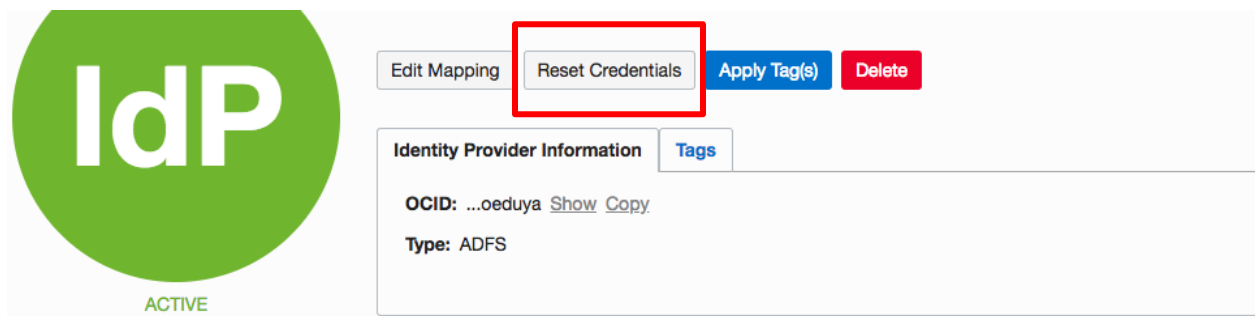 IdP
ACTIVE
Edit Mapping Reset Credentials Apply Tag(s) Delete
Identity Provider Information Tags
OCID: ...oeduya Show Copy
Type: ADFS